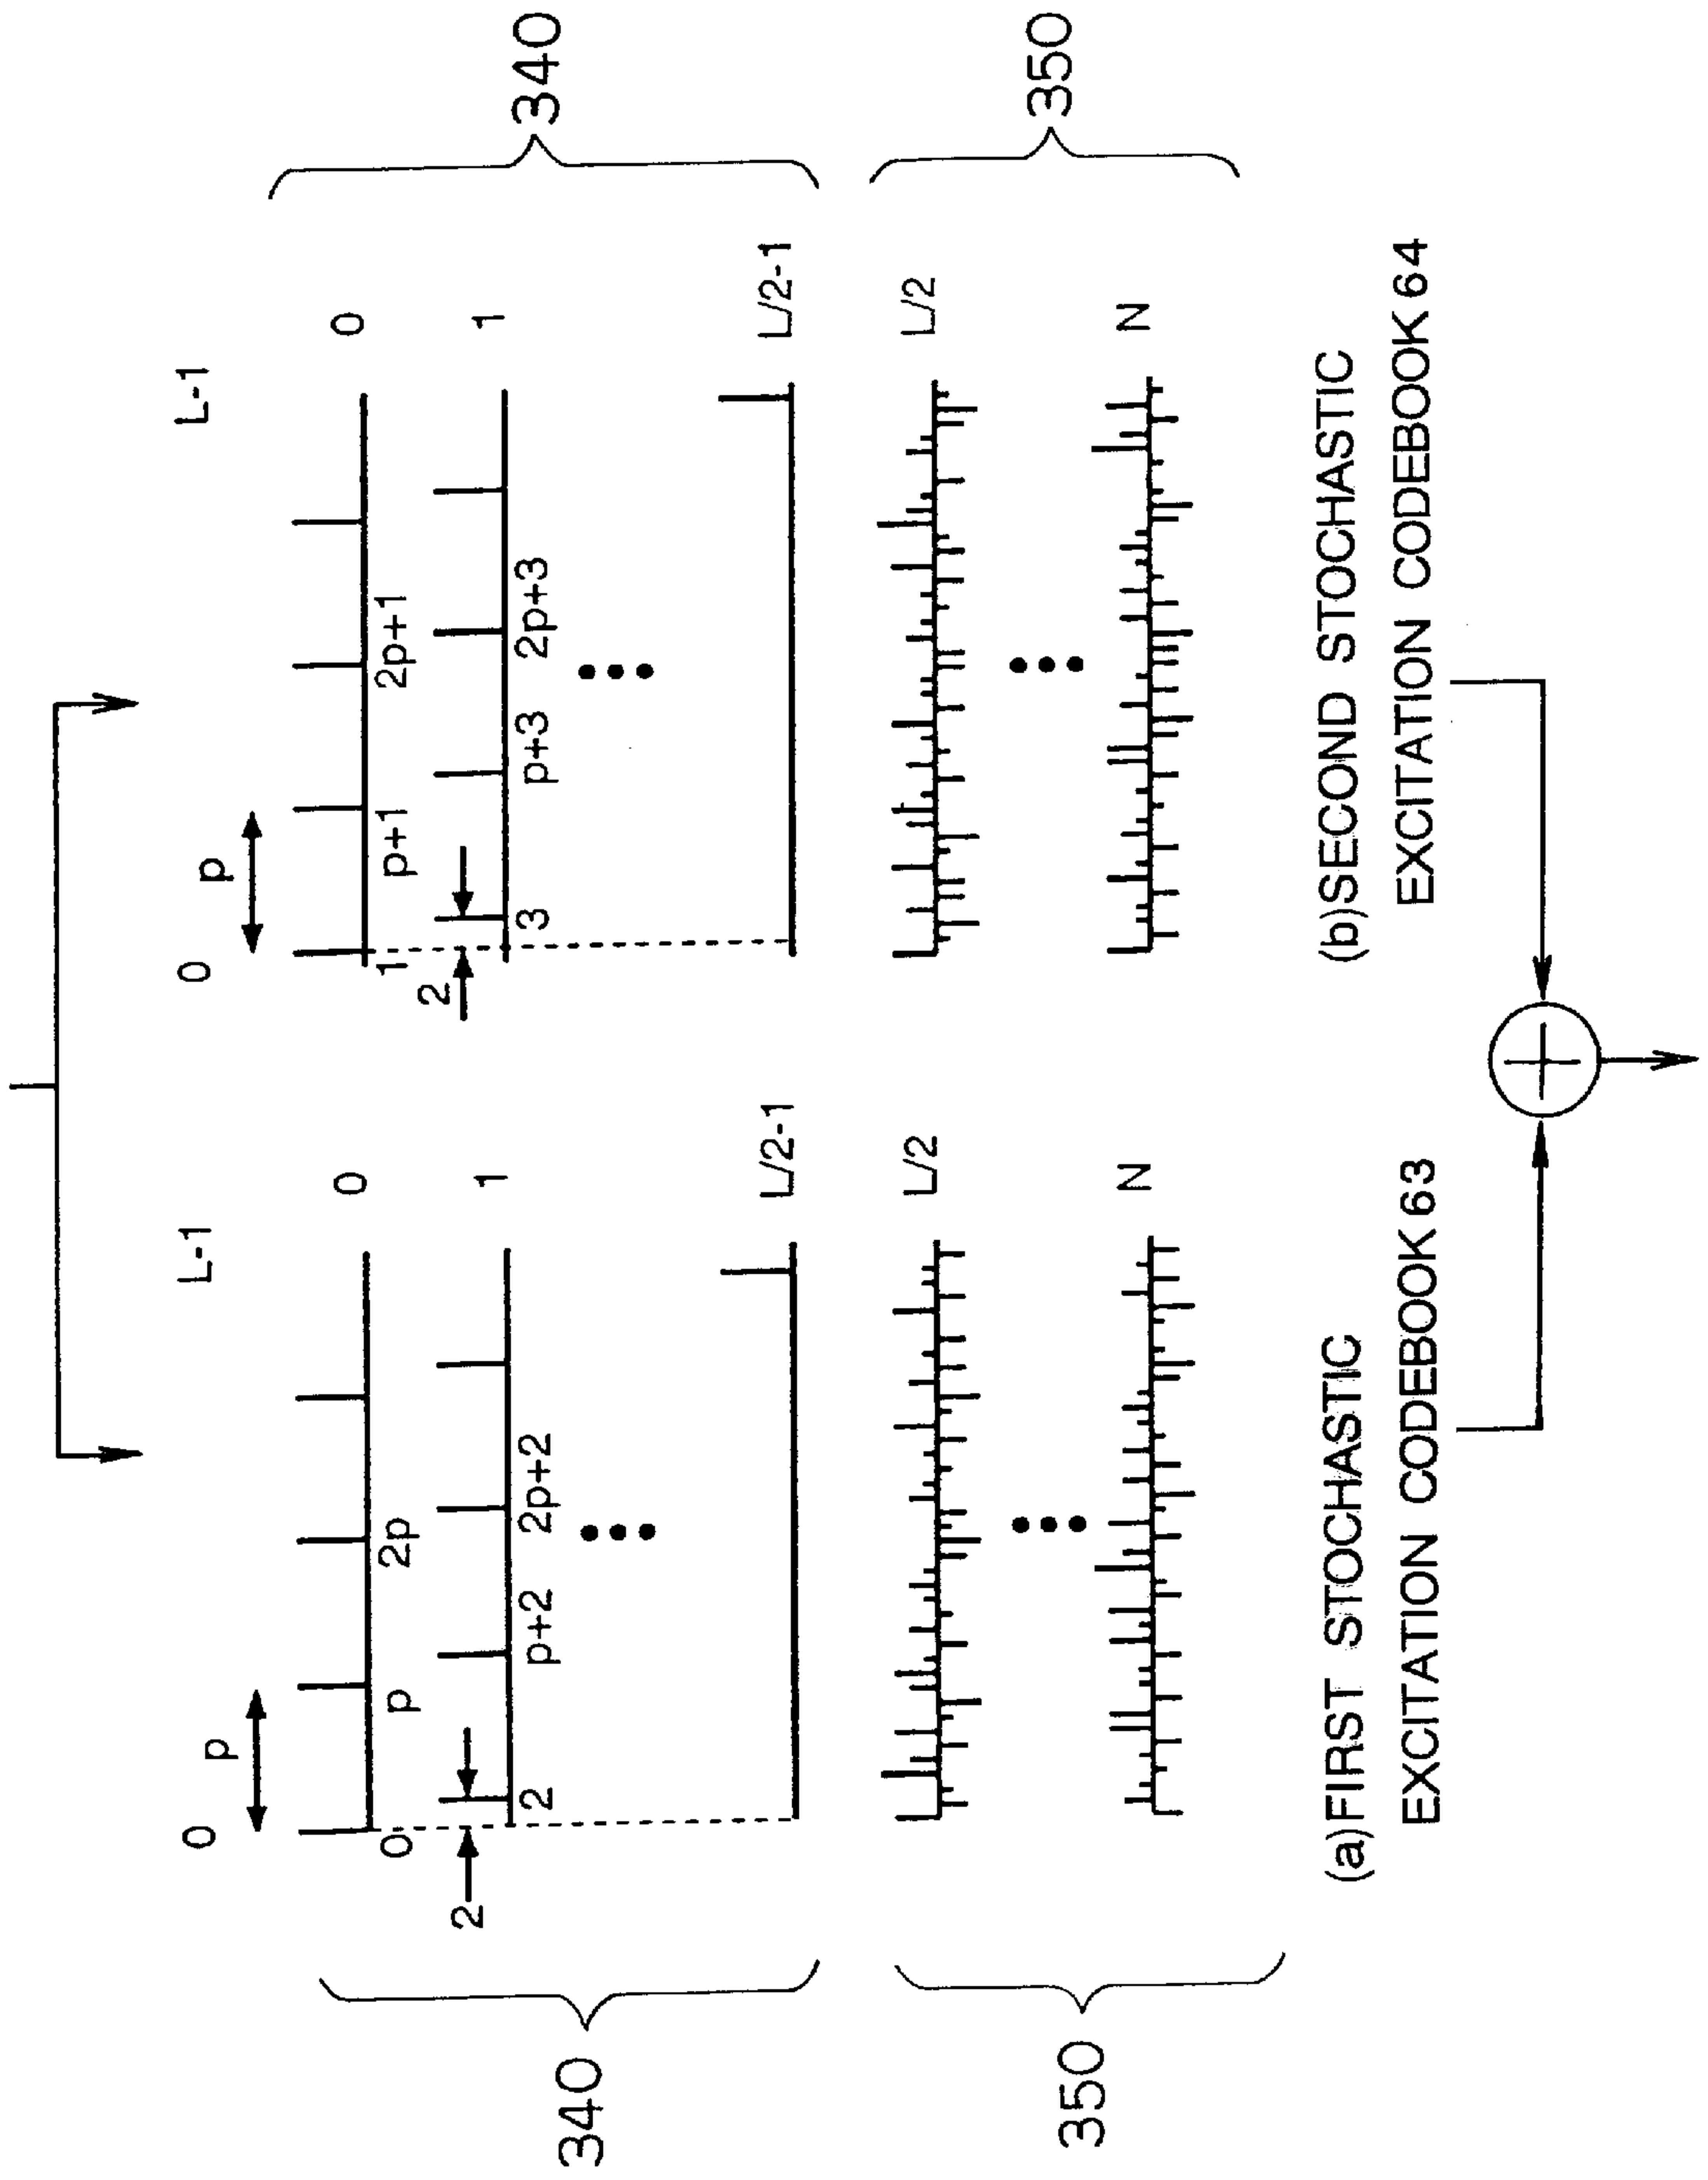 0
L-1
0
L-1
p
p
0
0
0
p
2p
1
p+1
2p+1
340
340
2
1
2
1
2
p+2
2p+2
3
p+3
2p+3
L/2-1
L/2-1
350
L/2
L/2
350
N
N
(a)FIRST STOCHASTIC
EXCITATION CODEBOOK 63
(b)SECOND STOCHASTIC
EXCITATION CODEBOOK 64